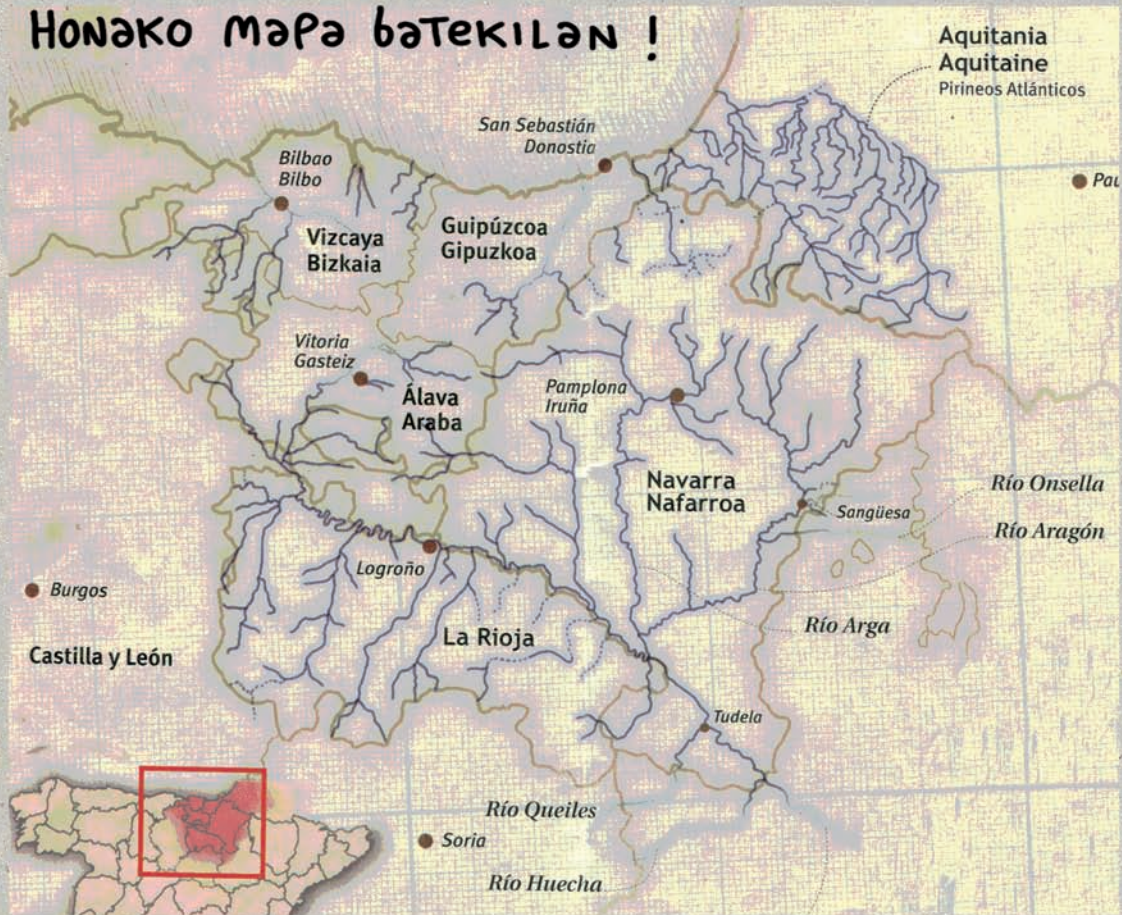 HONaKO MaPa baTEKILaN !
Aquitania
Aquitaine
Pirineos Atlánticos
San Sebastián
Donostia
Bilbao
Bilbo
Pau
Vizcaya
Bizkaia
Guipúzcoa
Gipuzkoa
Vitoria
Gasteiz
Álava
Araba
Pamplona
Iruña
Navarra
Nafarroa
Río Onsella
Sangüesa
Río Aragón
Logroño
Burgos
Río Arga
La Rioja
Castilla y León
Tudela
Río Queiles
Soria
Río Huecha